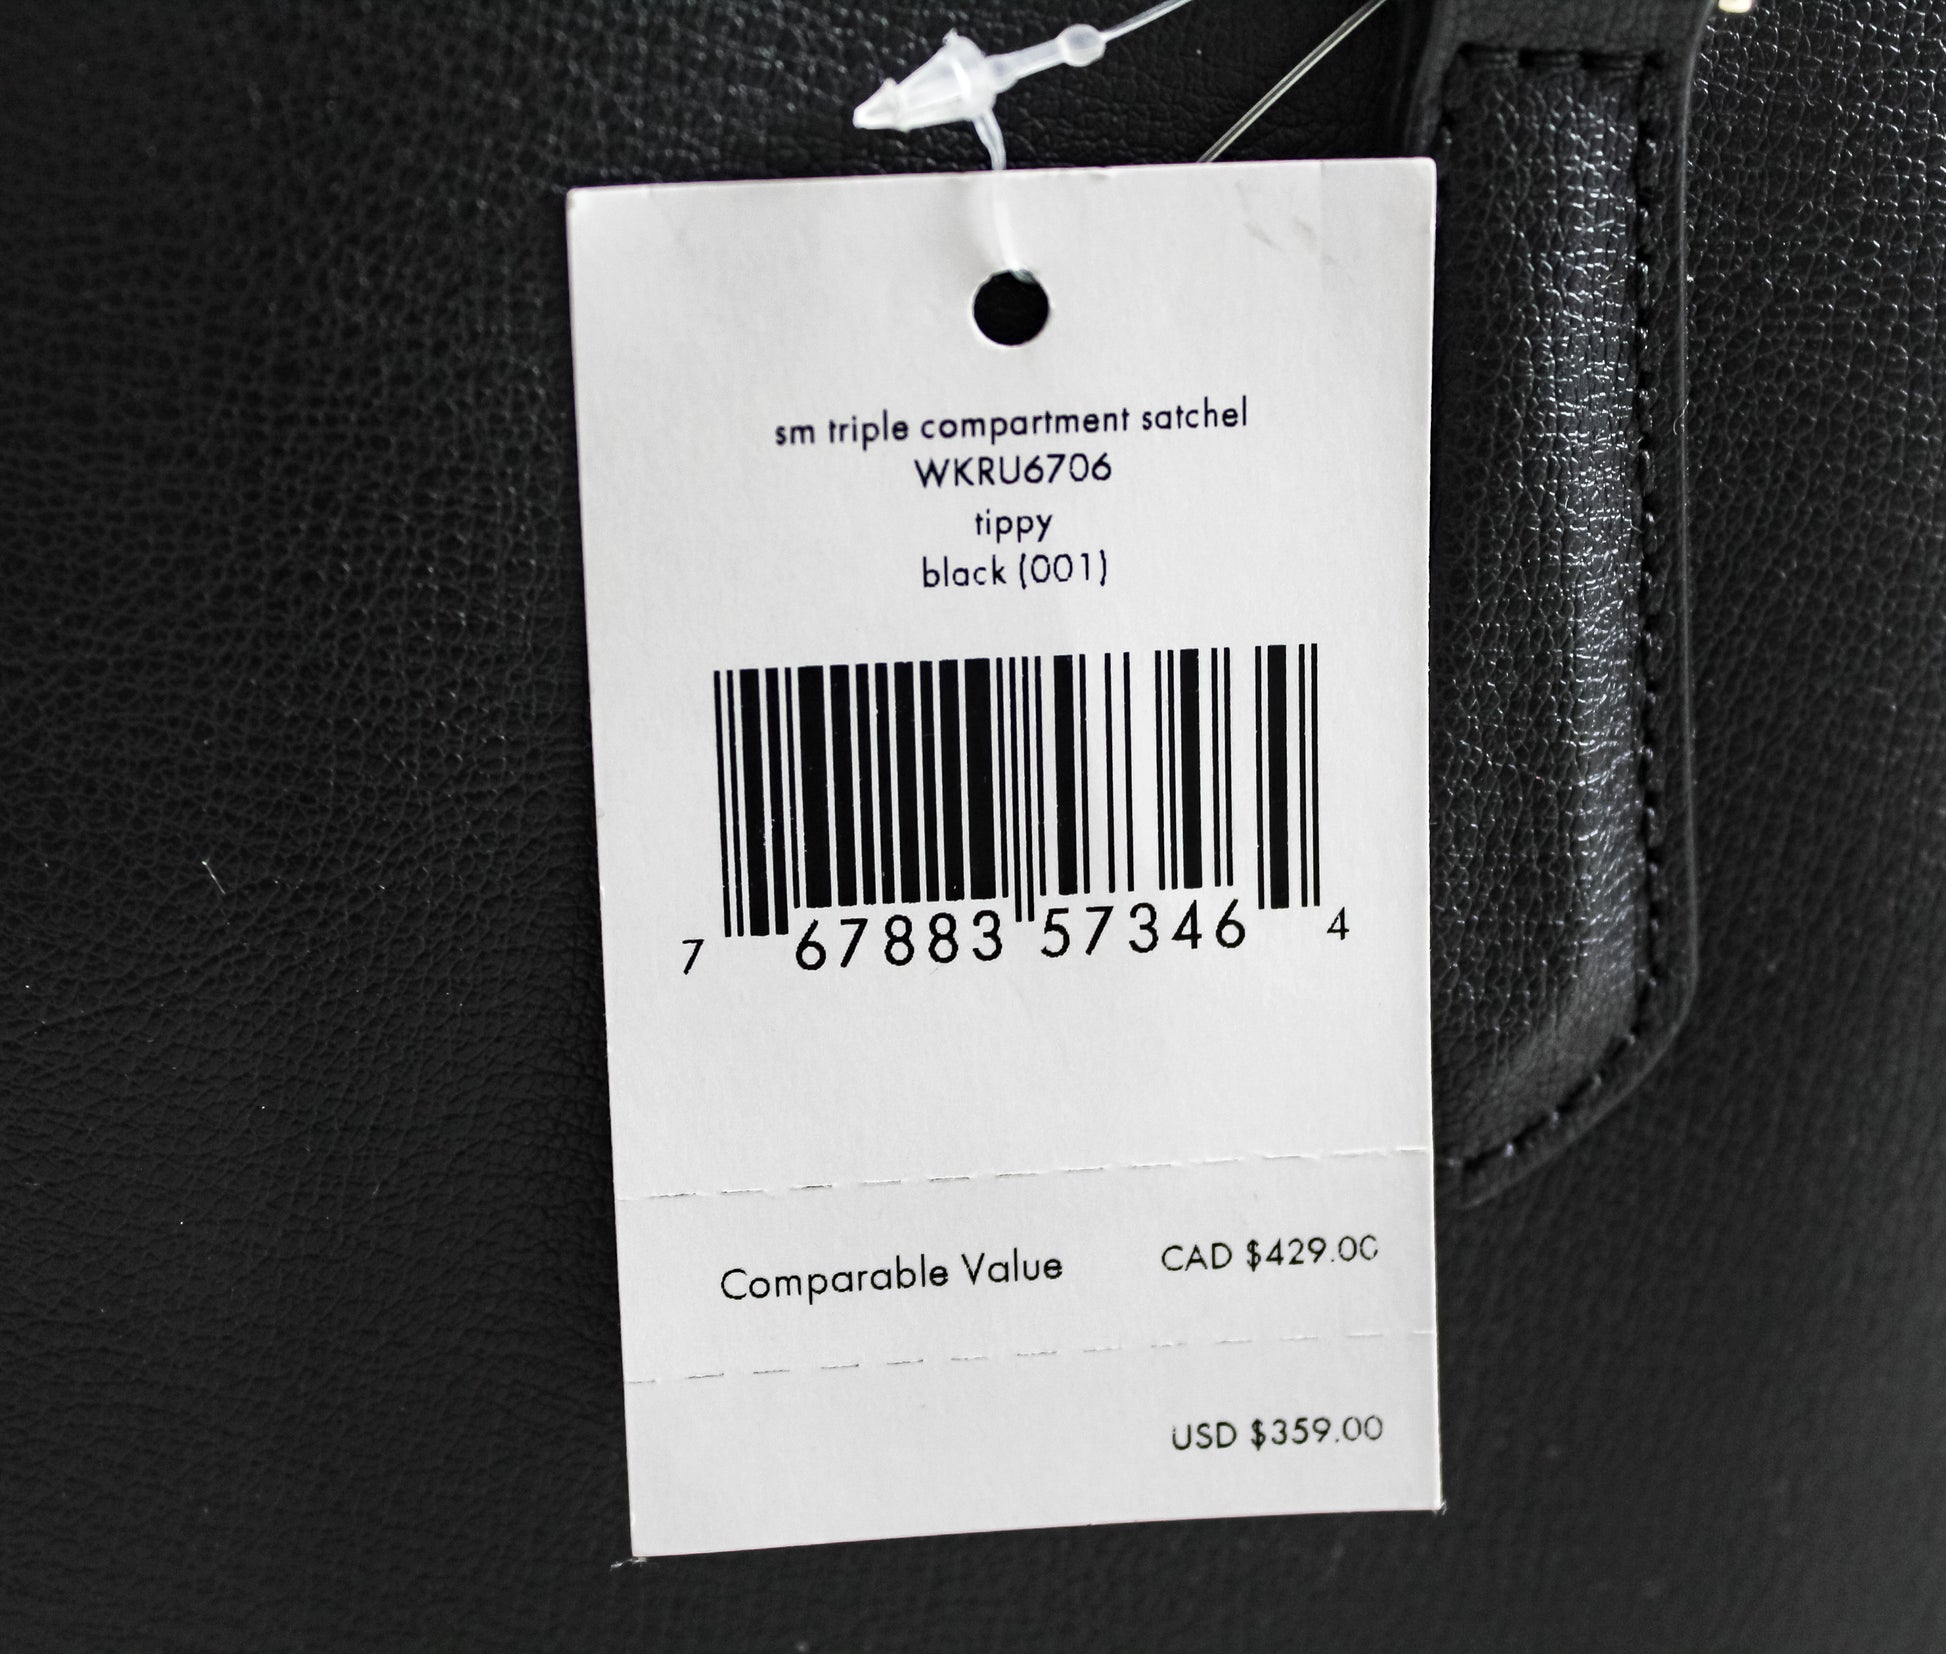 sm triple compartment satchel
WKRU6706
tippy
black (001)
7 67883 57346 4
Comparable Value CAD $429.00
USD $359.00